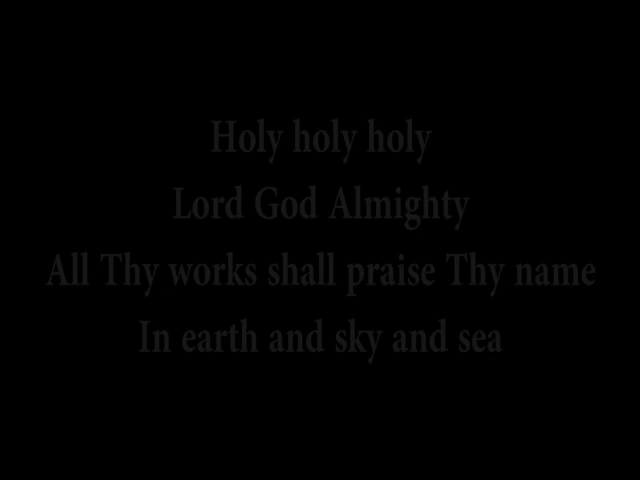 Holy holy holy
Lord God Almighty
All Thy works shall praise Thy name
In earth and sky and sea